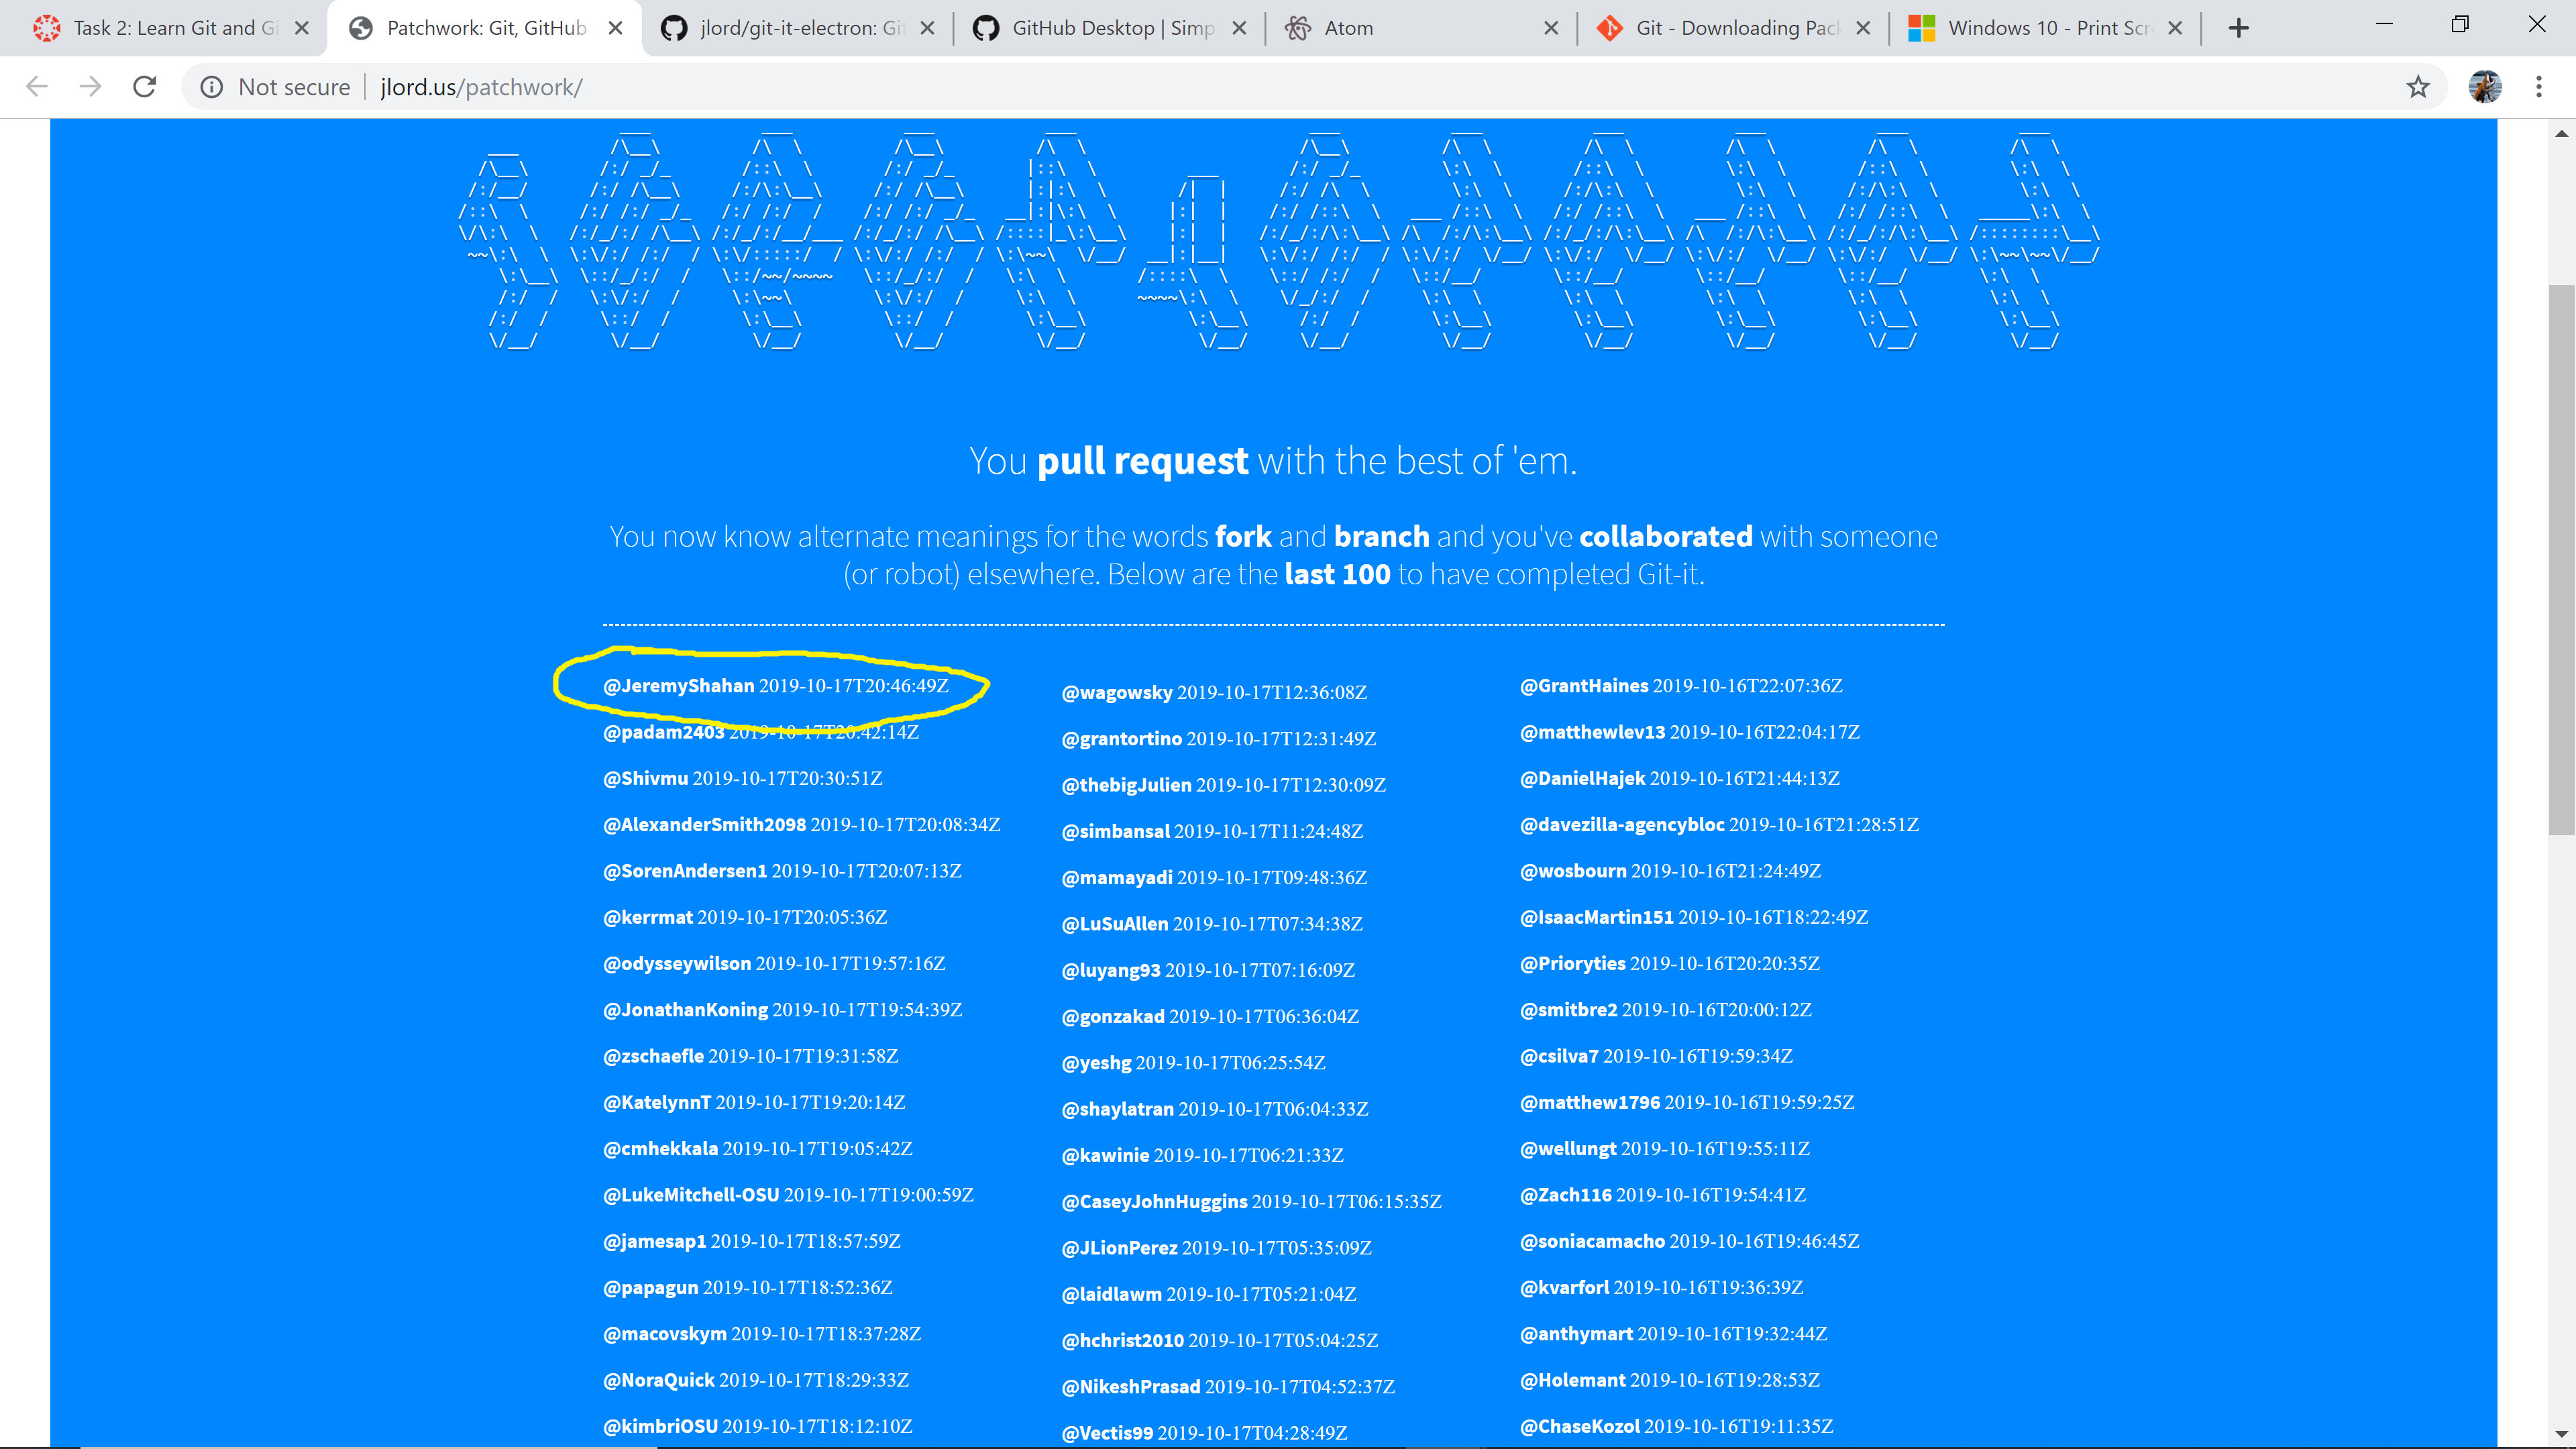 Task 2: Learn Git and Gi
Patchwork: Git, GitHub
jlord/git-it-electron: Git
GitHub Desktop | Simp
Atom
Git - Downloading Pack
Windows 10 - Print Scr
Not secure
jlord.us/patchwork/
You pull request with the best of 'em.
You now know alternate meanings for the words fork and branch and you've collaborated with someone
(or robot) elsewhere. Below are the last 100 to have completed Git-it.
@JeremyShahan 2019-10-17T20:46:49Z
@padam2403 2019-10-17T20:42:14Z
@Shivmu 2019-10-17T20:30:51Z
@AlexanderSmith2098 2019-10-17T20:08:34Z
@SorenAndersen1 2019-10-17T20:07:13Z
@kerrmat 2019-10-17T20:05:36Z
@odysseywilson 2019-10-17T19:57:16Z
@JonathanKoning 2019-10-17T19:54:39Z
@zschaefle 2019-10-17T19:31:58Z
@KatelynnT 2019-10-17T19:20:14Z
@cmhekkala 2019-10-17T19:05:42Z
@LukeMitchell-OSU 2019-10-17T19:00:59Z
@jamesap1 2019-10-17T18:57:59Z
@papagun 2019-10-17T18:52:36Z
@macovskym 2019-10-17T18:37:28Z
@NoraQuick 2019-10-17T18:29:33Z
@kimbriOSU 2019-10-17T18:12:10Z
@wagowsky 2019-10-17T12:36:08Z
@grantortino 2019-10-17T12:31:49Z
@thebigJulien 2019-10-17T12:30:09Z
@simbansal 2019-10-17T11:24:48Z
@mamayadi 2019-10-17T09:48:36Z
@LuSuAllen 2019-10-17T07:34:38Z
@luyang93 2019-10-17T07:16:09Z
@gonzakad 2019-10-17T06:36:04Z
@yeshg 2019-10-17T06:25:54Z
@shaylatran 2019-10-17T06:04:33Z
@kawinie 2019-10-17T06:21:33Z
@CaseyJohnHuggins 2019-10-17T06:15:35Z
@JLionPerez 2019-10-17T05:35:09Z
@laidlawm 2019-10-17T05:21:04Z
@hchrist2010 2019-10-17T05:04:25Z
@NikeshPrasad 2019-10-17T04:52:37Z
@Vectis99 2019-10-17T04:28:49Z
@GrantHaines 2019-10-16T22:07:36Z
@matthewlev13 2019-10-16T22:04:17Z
@DanielHajek 2019-10-16T21:44:13Z
@davezilla-agencybloc 2019-10-16T21:28:51Z
@wosbourn 2019-10-16T21:24:49Z
@IsaacMartin151 2019-10-16T18:22:49Z
@Prioryties 2019-10-16T20:20:35Z
@smitbre2 2019-10-16T20:00:12Z
@csilva7 2019-10-16T19:59:34Z
@matthew1796 2019-10-16T19:59:25Z
@wellungt 2019-10-16T19:55:11Z
@Zach116 2019-10-16T19:54:41Z
@soniacamacho 2019-10-16T19:46:45Z
@kvarforl 2019-10-16T19:36:39Z
@anthymart 2019-10-16T19:32:44Z
@Holemant 2019-10-16T19:28:53Z
@ChaseKozol 2019-10-16T19:11:35Z